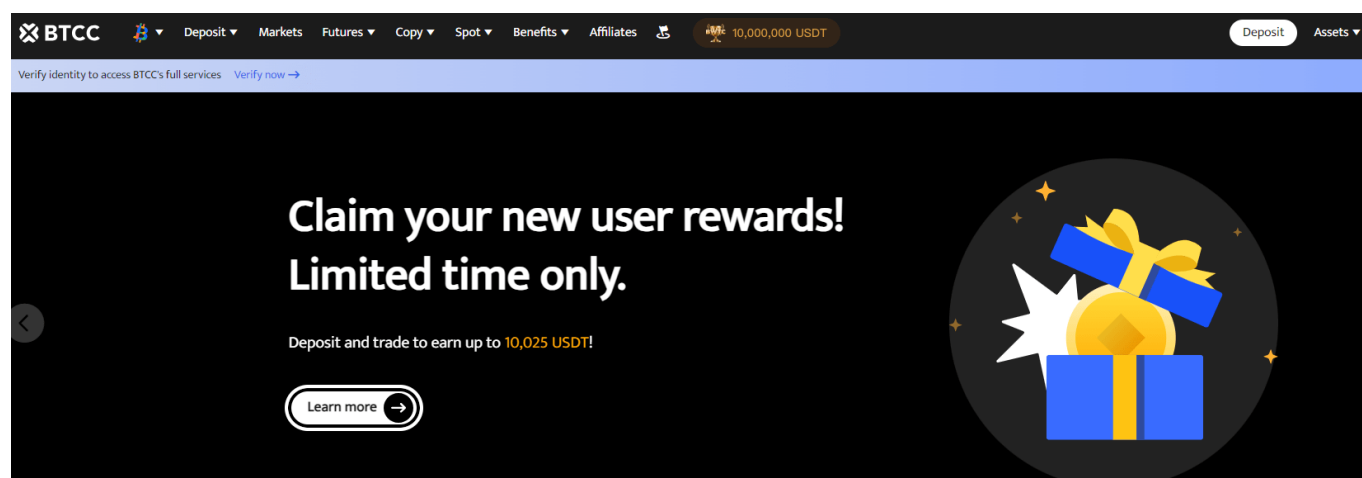 BTCC Deposit Markets Futures Copy Spot Benefits Affiliates 10,000,000 USDT Deposit Assets
Verify identity to access BTCC's full services Verify now →
Claim your new user rewards!
Limited time only.
Deposit and trade to earn up to 10,025 USDT!
Learn more →